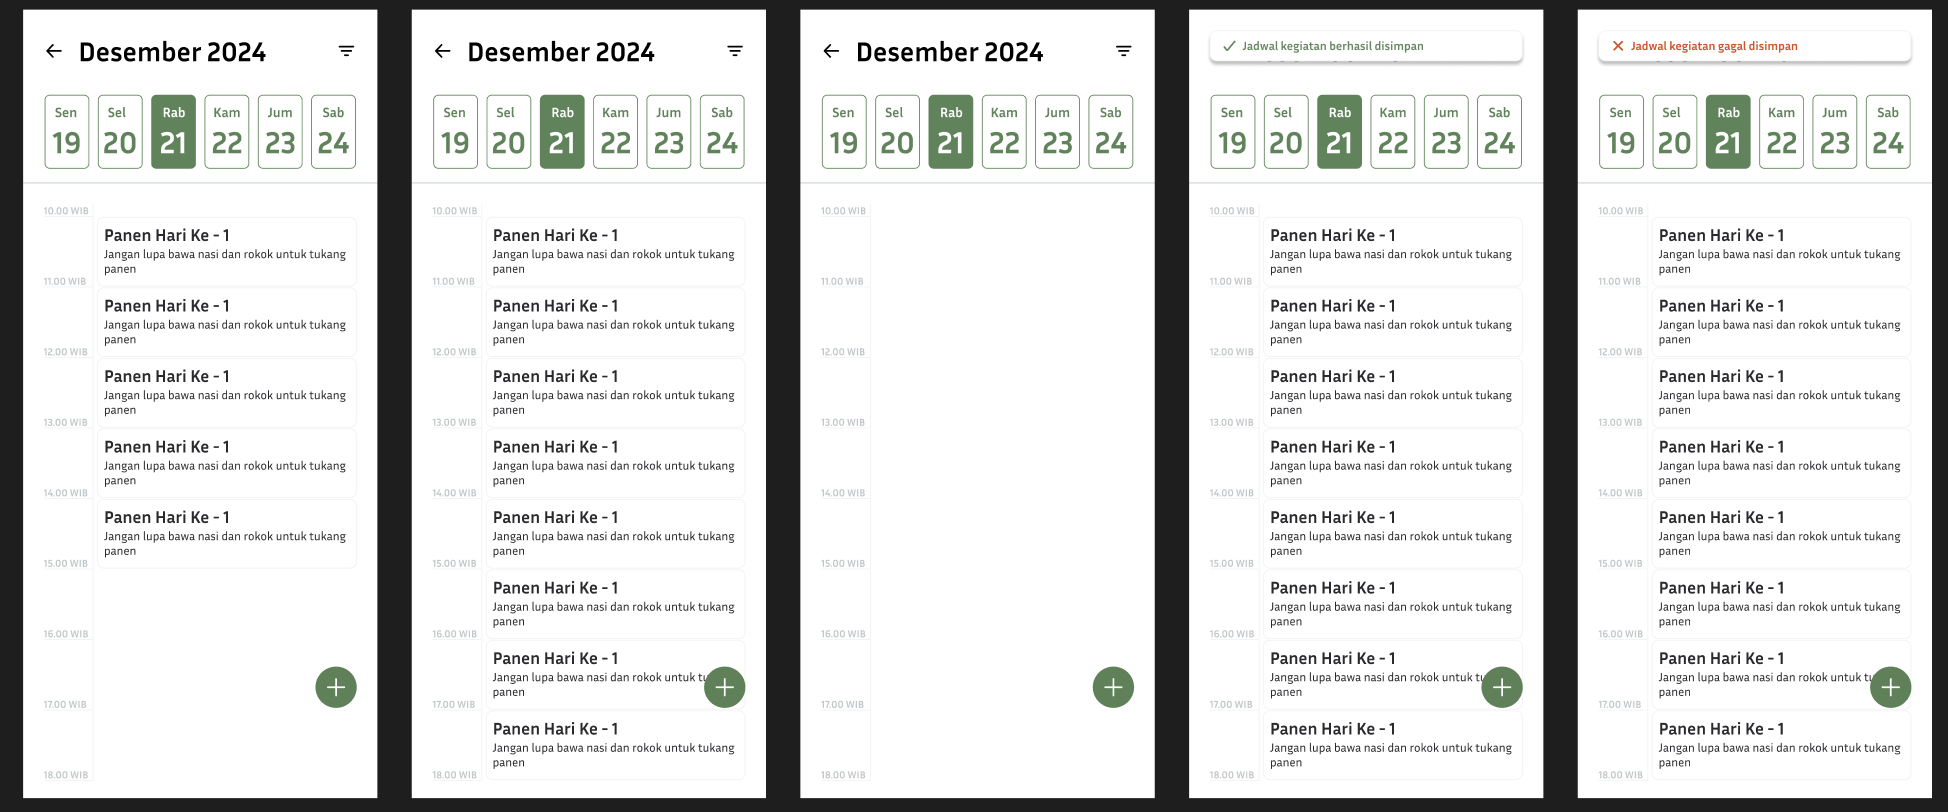 Desember 2024
Sen Sel Rab Kam Jum Sab
19 20 21 22 23 24
10.00 WIB
Panen Hari Ke - 1
Jangan lupa bawa nasi dan rokok untuk tukang
panen
11.00 WIB
Panen Hari Ke - 1
Jangan lupa bawa nasi dan rokok untuk tukang
panen
12.00 WIB
Panen Hari Ke - 1
Jangan lupa bawa nasi dan rokok untuk tukang
panen
13.00 WIB
Panen Hari Ke - 1
Jangan lupa bawa nasi dan rokok untuk tukang
panen
14.00 WIB
Panen Hari Ke - 1
Jangan lupa bawa nasi dan rokok untuk tukang
panen
15.00 WIB
16.00 WIB
17.00 WIB
18.00 WIB
Desember 2024
Sen Sel Rab Kam Jum Sab
19 20 21 22 23 24
10.00 WIB
Panen Hari Ke - 1
Jangan lupa bawa nasi dan rokok untuk tukang
panen
11.00 WIB
Panen Hari Ke - 1
Jangan lupa bawa nasi dan rokok untuk tukang
panen
12.00 WIB
Panen Hari Ke - 1
Jangan lupa bawa nasi dan rokok untuk tukang
panen
13.00 WIB
Panen Hari Ke - 1
Jangan lupa bawa nasi dan rokok untuk tukang
panen
14.00 WIB
Panen Hari Ke - 1
Jangan lupa bawa nasi dan rokok untuk tukang
panen
15.00 WIB
Panen Hari Ke - 1
Jangan lupa bawa nasi dan rokok untuk tukang
panen
16.00 WIB
Panen Hari Ke - 1
Jangan lupa bawa nasi dan rokok untuk
panen
17.00 WIB
Panen Hari Ke - 1
Jangan lupa bawa nasi dan rokok untuk tukang
panen
18.00 WIB
Desember 2024
Sen Sel Rab Kam Jum Sab
19 20 21 22 23 24
10.00 WIB
11.00 WIB
12.00 WIB
13.00 WIB
14.00 WIB
15.00 WIB
16.00 WIB
17.00 WIB
18.00 WIB
Jadwal kegiatan berhasil disimpan
Sen Sel Rab Kam Jum Sab
19 20 21 22 23 24
10.00 WIB
Panen Hari Ke - 1
Jangan lupa bawa nasi dan rokok untuk tukang
panen
11.00 WIB
Panen Hari Ke - 1
Jangan lupa bawa nasi dan rokok untuk tukang
panen
12.00 WIB
Panen Hari Ke - 1
Jangan lupa bawa nasi dan rokok untuk tukang
panen
13.00 WIB
Panen Hari Ke - 1
Jangan lupa bawa nasi dan rokok untuk tukang
panen
14.00 WIB
Panen Hari Ke - 1
Jangan lupa bawa nasi dan rokok untuk tukang
panen
15.00 WIB
Panen Hari Ke - 1
Jangan lupa bawa nasi dan rokok untuk tukang
panen
16.00 WIB
Panen Hari Ke - 1
Jangan lupa bawa nasi dan rokok untuk
panen
17.00 WIB
Panen Hari Ke - 1
Jangan lupa bawa nasi dan rokok untuk tukang
panen
18.00 WIB
Jadwal kegiatan gagal disimpan
Sen Sel Rab Kam Jum Sab
19 20 21 22 23 24
10.00 WIB
Panen Hari Ke - 1
Jangan lupa bawa nasi dan rokok untuk tukang
panen
11.00 WIB
Panen Hari Ke - 1
Jangan lupa bawa nasi dan rokok untuk tukang
panen
12.00 WIB
Panen Hari Ke - 1
Jangan lupa bawa nasi dan rokok untuk tukang
panen
13.00 WIB
Panen Hari Ke - 1
Jangan lupa bawa nasi dan rokok untuk tukang
panen
14.00 WIB
Panen Hari Ke - 1
Jangan lupa bawa nasi dan rokok untuk tukang
panen
15.00 WIB
Panen Hari Ke - 1
Jangan lupa bawa nasi dan rokok untuk tukang
panen
16.00 WIB
Panen Hari Ke - 1
Jangan lupa bawa nasi dan rokok untuk
panen
17.00 WIB
Panen Hari Ke - 1
Jangan lupa bawa nasi dan rokok untuk tukang
panen
18.00 WIB